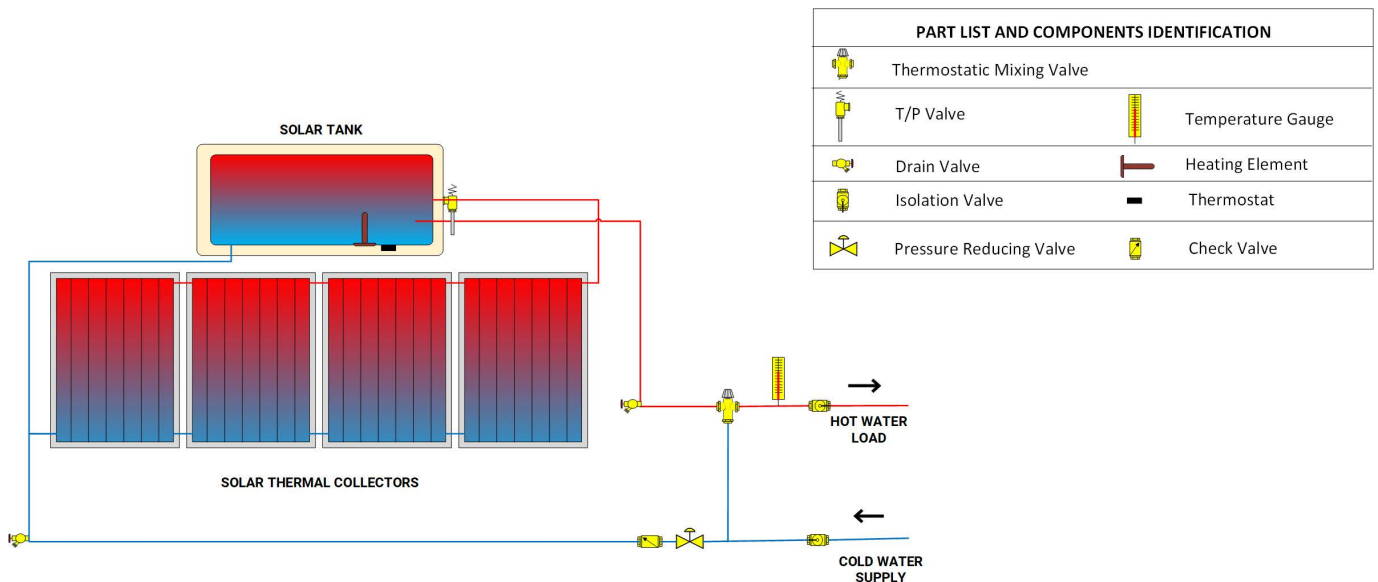 PART LIST AND COMPONENTS IDENTIFICATION
Thermostatic Mixing Valve
T/P Valve
Temperature Gauge
Drain Valve
Heating Element
Isolation Valve
Thermostat
Pressure Reducing Valve
Check Valve
SOLAR TANK
HOT WATER
LOAD
SOLAR THERMAL COLLECTORS
COLD WATER
SUPPLY